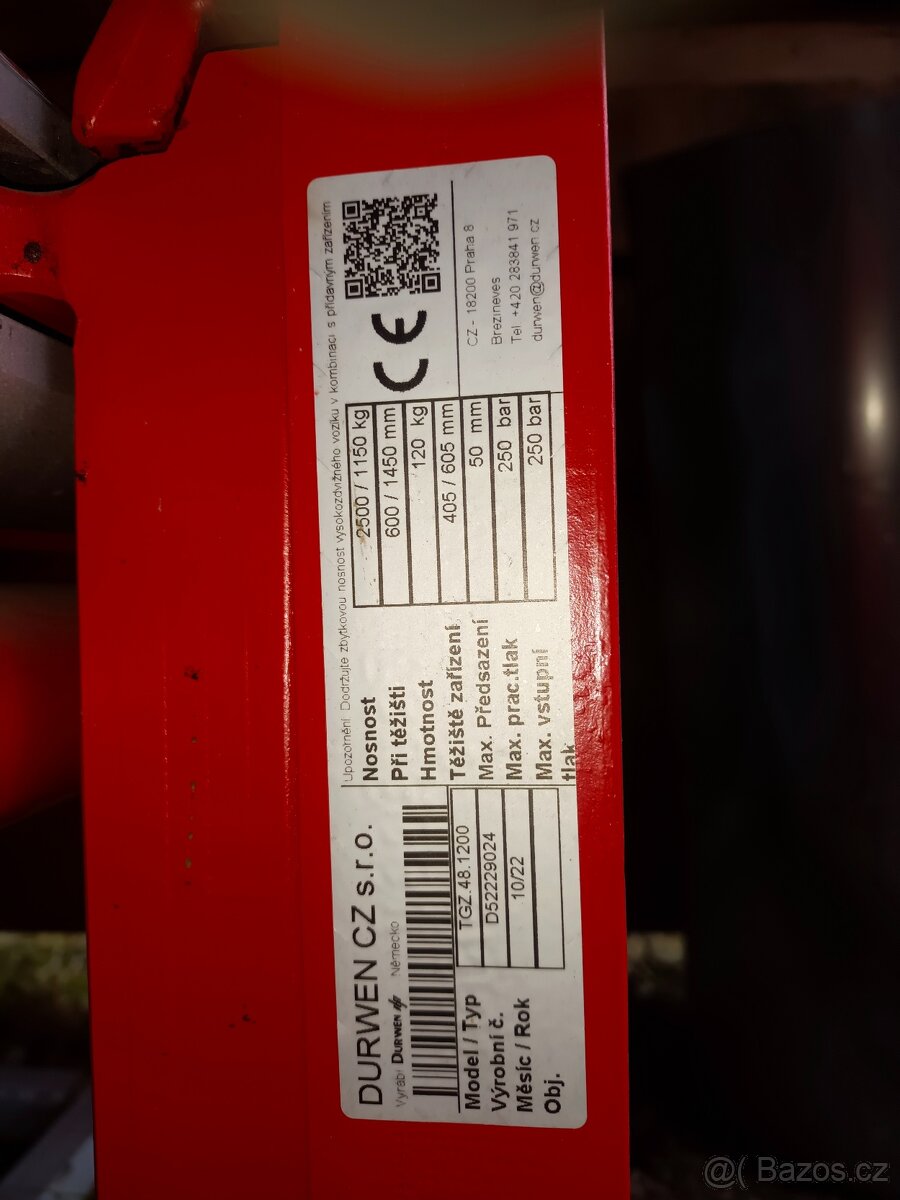 DURWEN CZ s.r.o.
Vyrábí DURWEN Německo
Model / Typ TGZ.48.1200
Výrobní č. D52229024
Měsíc / Rok 10/22
Obj.
Upozornění: Dodržujte zbytkovou nosnost vysokozdvižného vozíku v kombinaci s přídavným zařízením
Nosnost 2500 / 1150 kg
Při těžišti 600 / 1450 mm
Hmotnost 120 kg
Těžiště zařízení 405 / 605 mm
Max. Předsazení 50 mm
Max. prac.tlak 250 bar
Max. vstupní 250 bar
tlak
CE
CZ - 18200 Praha 8
Brezineves
Tel. +420 283841 971
durwen@durwen.cz
@( Bazos.cz